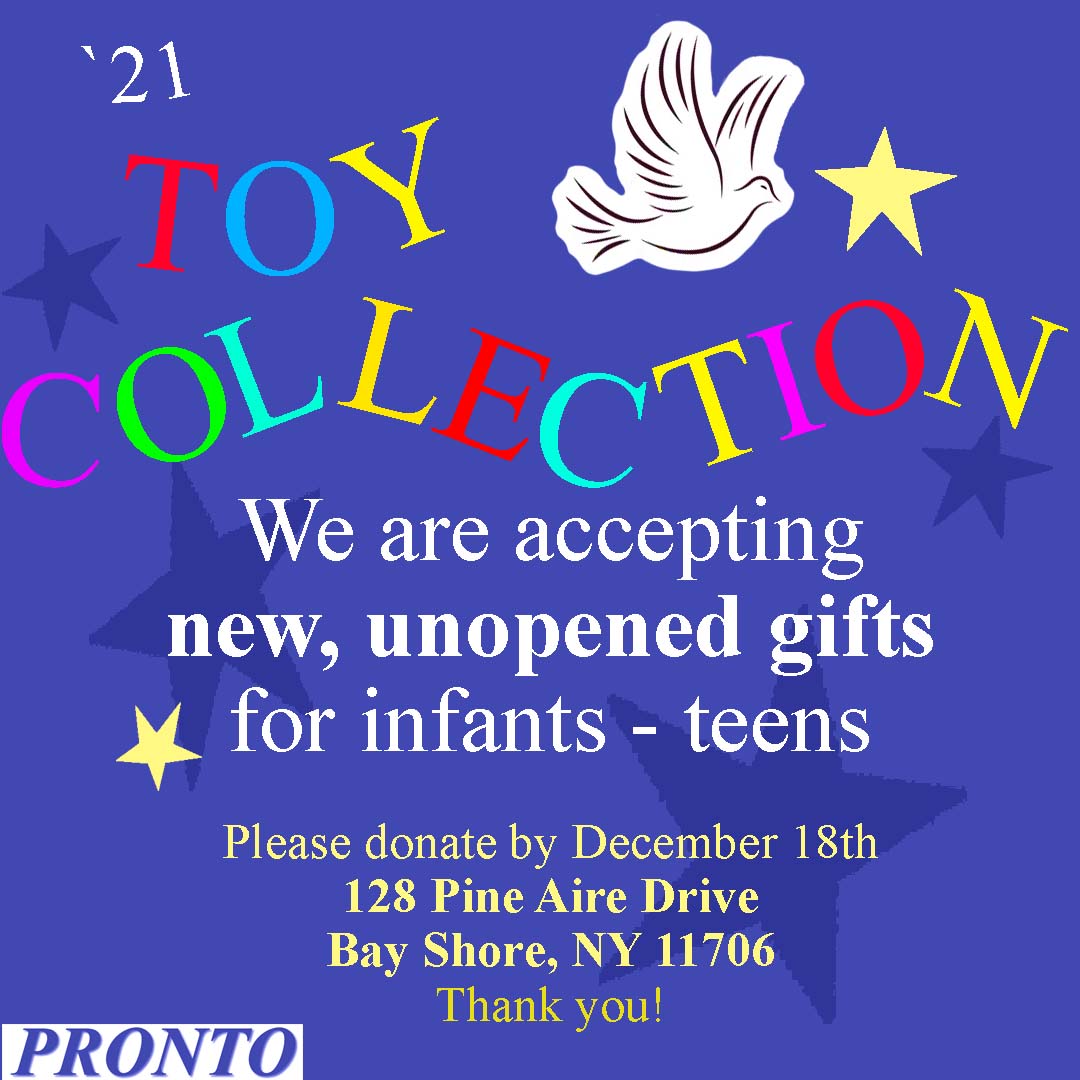 `21
TOY
COLLECTION
We are accepting
new, unopened gifts
for infants - teens
Please donate by December 18th
128 Pine Aire Drive
Bay Shore, NY 11706
Thank you!
PRONTO